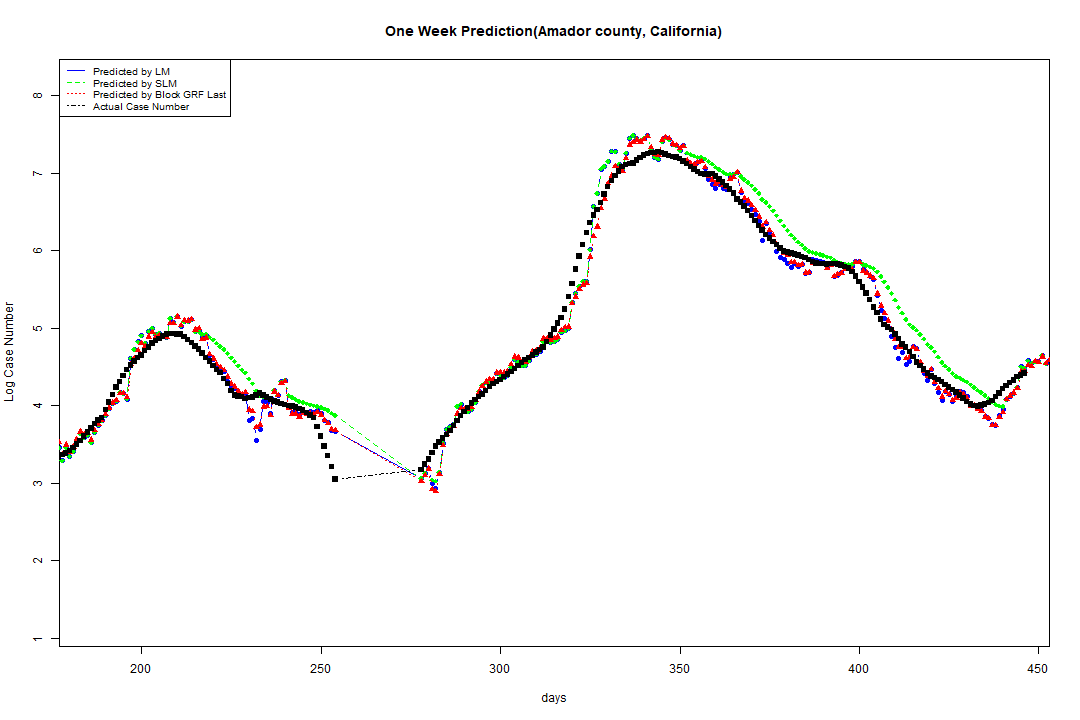 One Week Prediction(Amador county, California)
Predicted by LM
Predicted by SLM
Predicted by Block GRF Last
Actual Case Number
Log Case Number
8
7
6
5
4
3
2
1
200 250 300 350 400 450
days